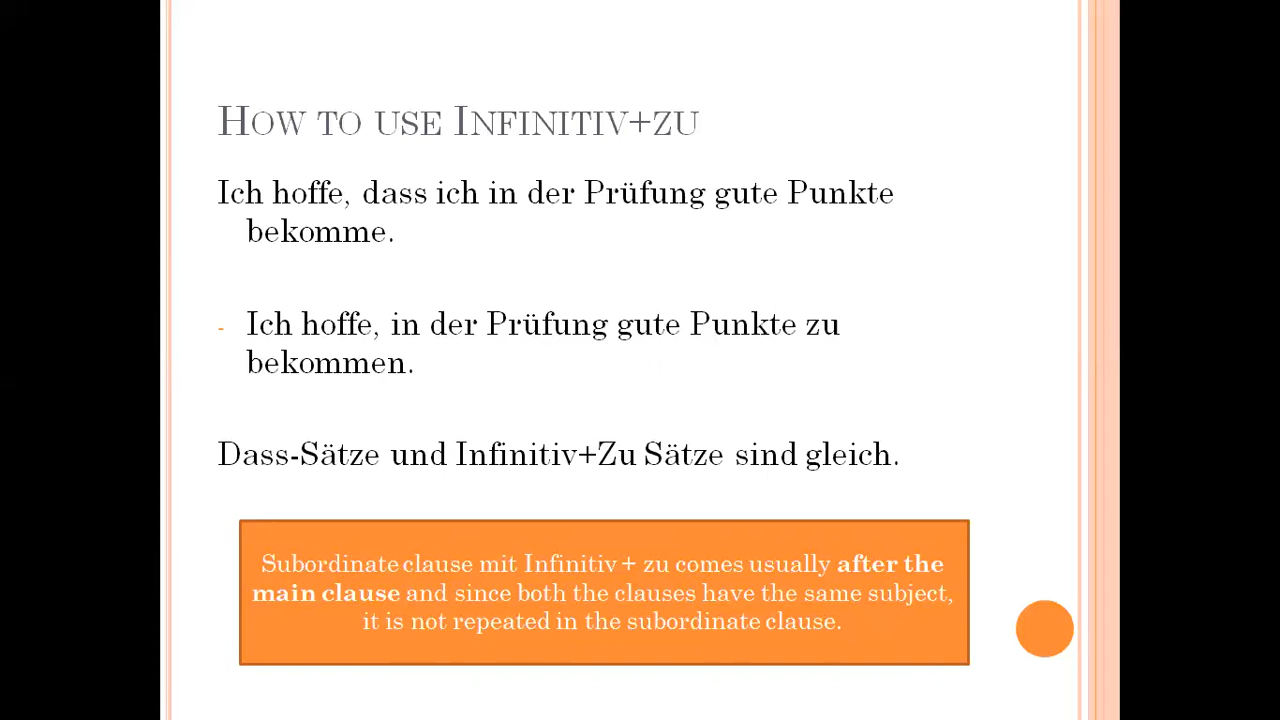 How to use Infinitiv+zu
Ich hoffe, dass ich in der Prüfung gute Punkte
bekomme.
- Ich hoffe, in der Prüfung gute Punkte zu
bekommen.
Dass-Sätze und Infinitiv+Zu Sätze sind gleich.
Subordinate clause mit Infinitiv + zu comes usually after the
main clause and since both the clauses have the same subject,
it is not repeated in the subordinate clause.